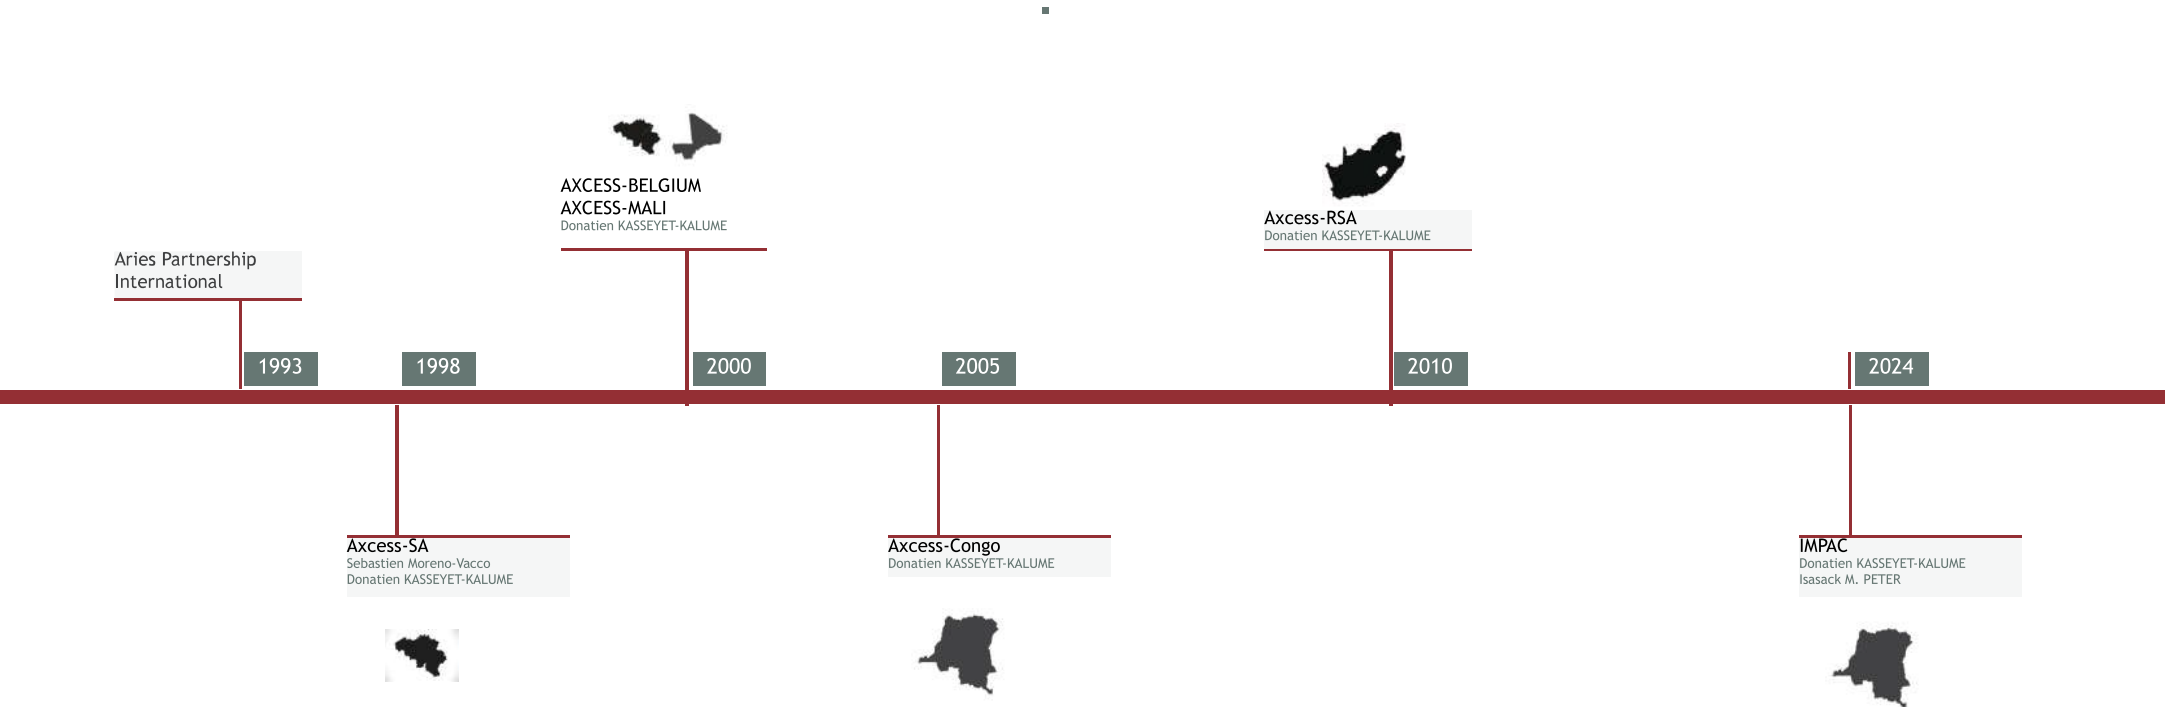 AXCESS-BELGIUM
AXCESS-MALI
Donatien KASSEYET-KALUME
Axcess-RSA
Donatien KASSEYET-KALUME
Aries Partnership
International
1993
1998
2000
2005
2010
2024
Axcess-SA
Sebastien Moreno-Vacco
Donatien KASSEYET-KALUME
Axcess-Congo
Donatien KASSEYET-KALUME
IMPAC
Donatien KASSEYET-KALUME
Isasack M. PETER